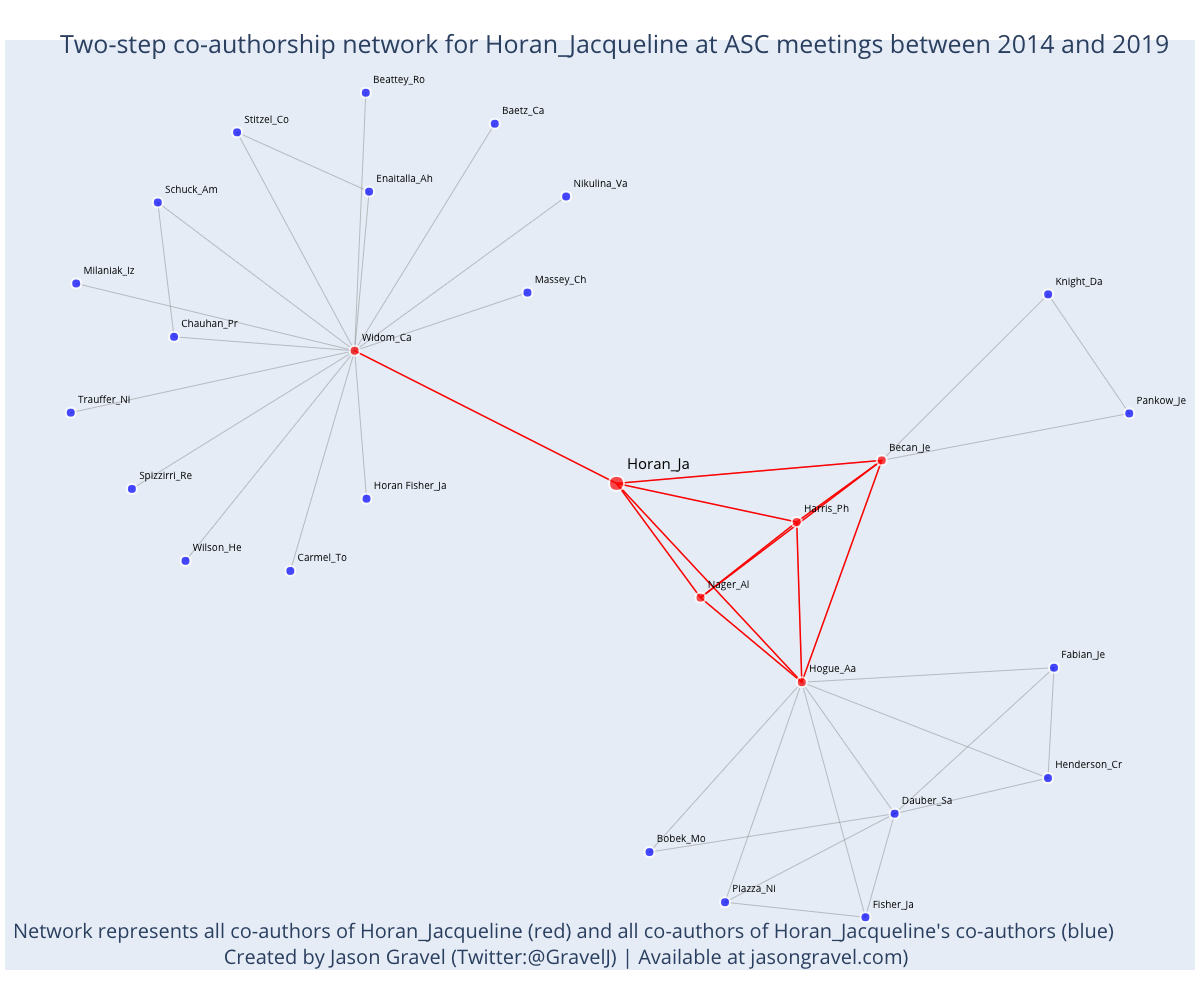 Two-step co-authorship network for Horan_Jacqueline at ASC meetings between 2014 and 2019
Beattey_Ro
Baetz_Ca
Stitzel_Co
Enaitalla_Ah
Nikulina_Va
Schuck_Am
Milaniak_Iz
Massey_Ch
Knight_Da
Chauhan_Pr
Widom_Ca
Trauffer_Ni
Pankow_Je
Becan_Je
Horan_Ja
Spizzirri_Re
Horan Fisher_Ja
Harris_Ph
Wilson_He
Carmel_To
Nager_Al
Fabian_Je
Hogue_Aa
Henderson_Cr
Dauber_Sa
Bobek_Mo
Piazza_Ni
Fisher_Ja
Network represents all co-authors of Horan_Jacqueline (red) and all co-authors of Horan_Jacqueline's co-authors (blue)
Created by Jason Gravel (Twitter:@GravelJ) | Available at jasongravel.com)